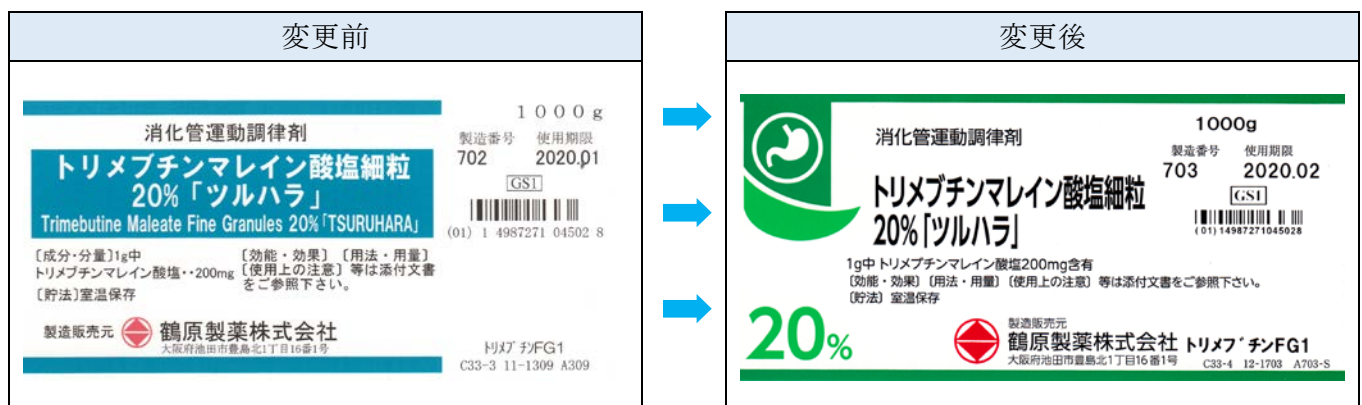 変更前
1000g
消化管運動調律剤
製造番号 使用期限
702 2020.01
トリメブチンマレイン酸塩細粒
20%「ツルハラ」
Trimebutine Maleate Fine Granules 20%「TSURUHARA」
GS1
(01) 1 4987271 04502 8
〔成分・分量〕1g中
トリメブチンマレイン酸塩・・200mg
〔貯法〕室温保存
〔効能・効果〕〔用法・用量〕
〔使用上の注意〕等は添付文書
をご参照下さい。
製造販売元 鶴原製薬株式会社
大阪府池田市豊島北1丁目16番1号
トリメブチンFG1
C33-3 11-1309 A309
変更後
1000g
消化管運動調律剤
製造番号 使用期限
703 2020.02
トリメブチンマレイン酸塩細粒
20%「ツルハラ」
GS1
(01)14987271045028
1g中 トリメブチンマレイン酸塩200mg含有
〔効能・効果〕〔用法・用量〕〔使用上の注意〕等は添付文書をご参照下さい。
〔貯法〕室温保存
20%
製造販売元
鶴原製薬株式会社
大阪府池田市豊島北1丁目16番1号
トリメブチンFG1
C33-4 12-1703 A703-S